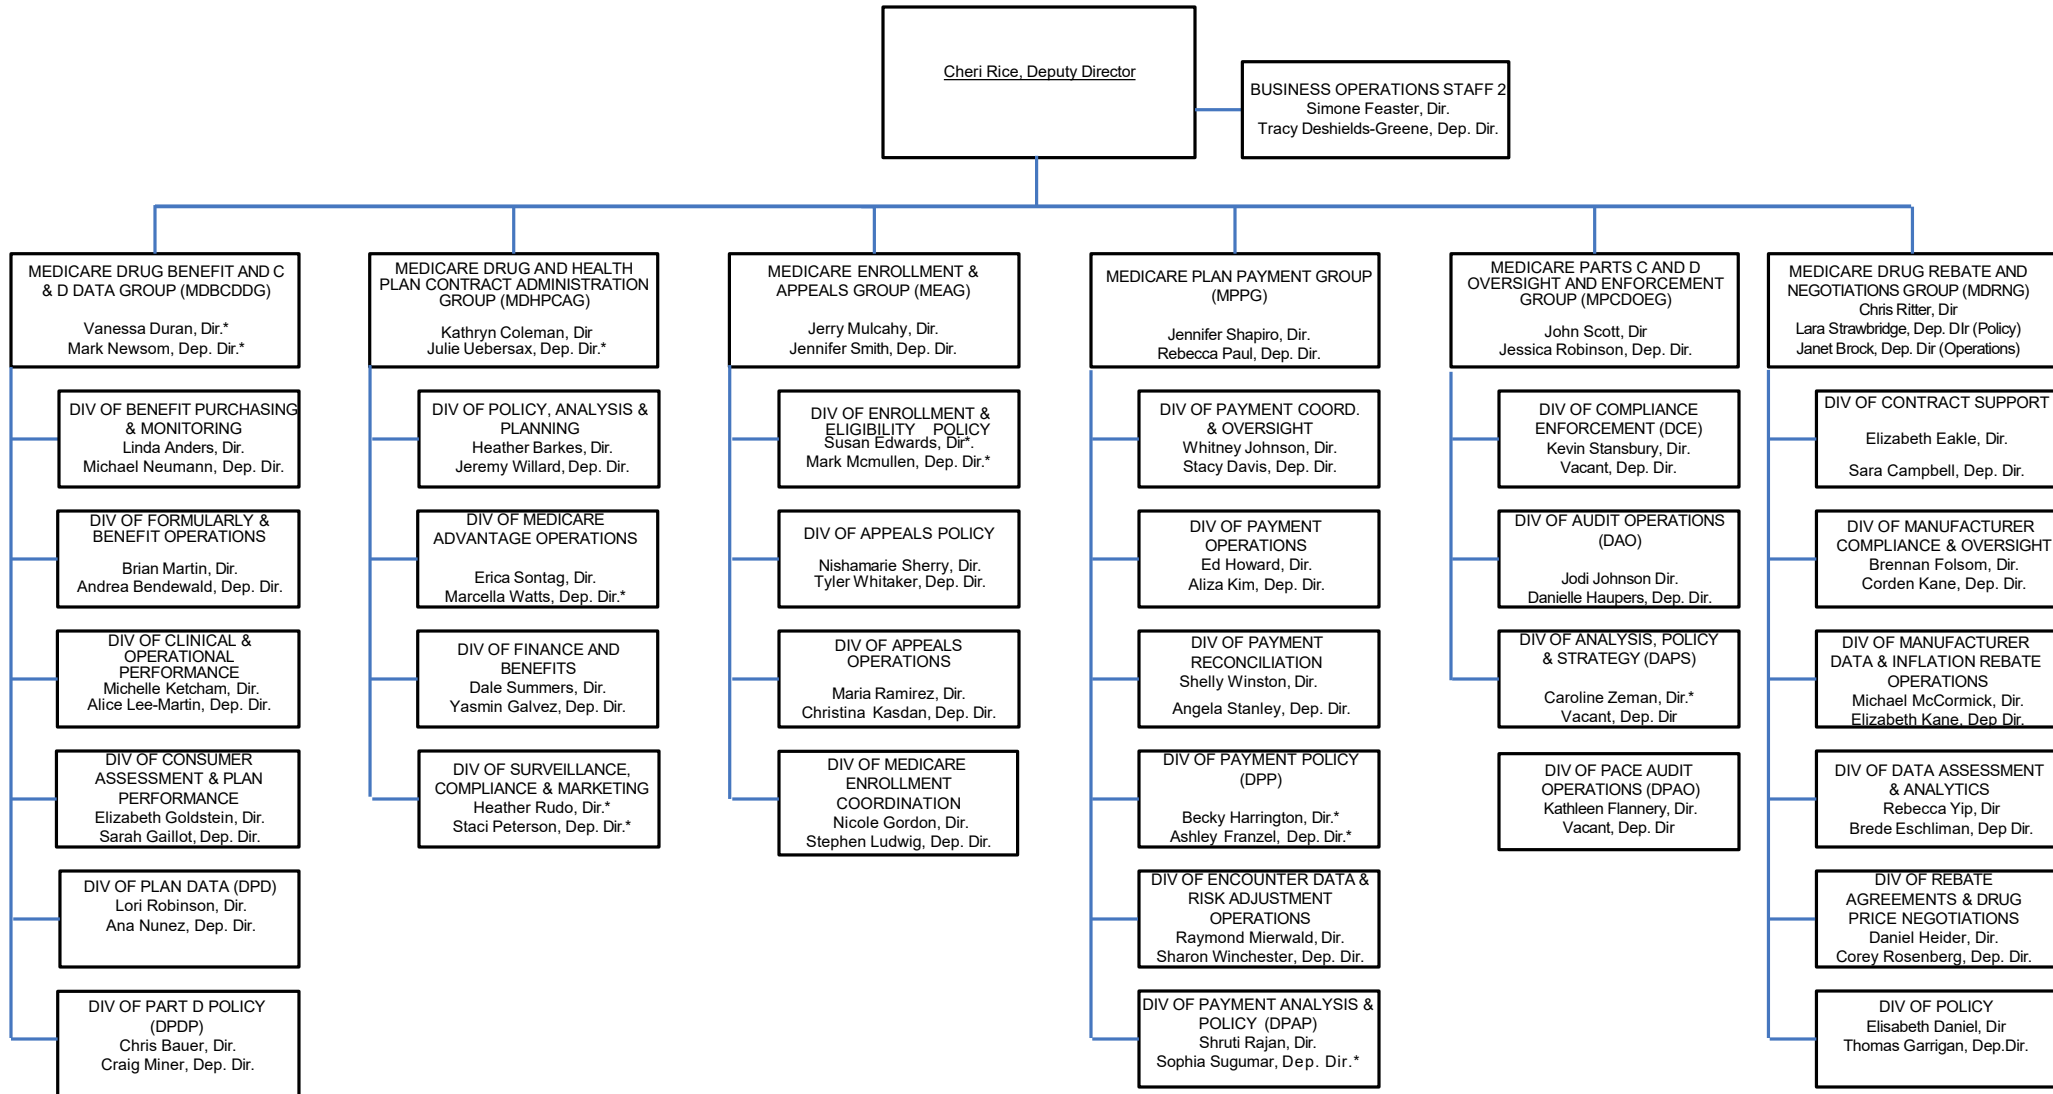 Cheri Rice, Deputy Director
BUSINESS OPERATIONS STAFF 2
Simone Feaster, Dir.
Tracy Deshields-Greene, Dep. Dir.
MEDICARE DRUG BENEFIT AND C
& D DATA GROUP (MDBCDDG)
Vanessa Duran, Dir.*
Mark Newsom, Dep. Dir.*
DIV OF BENEFIT PURCHASING
& MONITORING
Linda Anders, Dir.
Michael Neumann, Dep. Dir.
DIV OF FORMULARLY &
BENEFIT OPERATIONS
Brian Martin, Dir.
Andrea Bendewald, Dep. Dir.
DIV OF CLINICAL &
OPERATIONAL
PERFORMANCE
Michelle Ketcham, Dir.
Alice Lee-Martin, Dep. Dir.
DIV OF CONSUMER
ASSESSMENT & PLAN
PERFORMANCE
Elizabeth Goldstein, Dir.
Sarah Gaillot, Dep. Dir.
DIV OF PLAN DATA (DPD)
Lori Robinson, Dir.
Ana Nunez, Dep. Dir.
DIV OF PART D POLICY
(DPDP)
Chris Bauer, Dir.
Craig Miner, Dep. Dir.
MEDICARE DRUG AND HEALTH
PLAN CONTRACT ADMINISTRATION
GROUP (MDHPCAG)
Kathryn Coleman, Dir
Julie Uebersax, Dep. Dir.*
DIV OF POLICY, ANALYSIS &
PLANNING
Heather Barkes, Dir.
Jeremy Willard, Dep. Dir.
DIV OF MEDICARE
ADVANTAGE OPERATIONS
Erica Sontag, Dir.
Marcella Watts, Dep. Dir.*
DIV OF FINANCE AND
BENEFITS
Dale Summers, Dir.
Yasmin Galvez, Dep. Dir.
DIV OF SURVEILLANCE,
COMPLIANCE & MARKETING
Heather Rudo, Dir.*
Staci Peterson, Dep. Dir.*
MEDICARE ENROLLMENT &
APPEALS GROUP (MEAG)
Jerry Mulcahy, Dir.
Jennifer Smith, Dep. Dir.
DIV OF ENROLLMENT &
ELIGIBILITY POLICY
Susan Edwards, Dir*.
Mark Mcmullen, Dep. Dir.*
DIV OF APPEALS POLICY
Nishamarie Sherry, Dir.
Tyler Whitaker, Dep. Dir.
DIV OF APPEALS
OPERATIONS
Maria Ramirez, Dir.
Christina Kasdan, Dep. Dir.
DIV OF MEDICARE
ENROLLMENT
COORDINATION
Nicole Gordon, Dir.
Stephen Ludwig, Dep. Dir.
MEDICARE PLAN PAYMENT GROUP
(MPPG)
Jennifer Shapiro, Dir.
Rebecca Paul, Dep. Dir.
DIV OF PAYMENT COORD.
& OVERSIGHT
Whitney Johnson, Dir.
Stacy Davis, Dep. Dir.
DIV OF PAYMENT
OPERATIONS
Ed Howard, Dir.
Aliza Kim, Dep. Dir.
DIV OF PAYMENT
RECONCILIATION
Shelly Winston, Dir.
Angela Stanley, Dep. Dir.
DIV OF PAYMENT POLICY
(DPP)
Becky Harrington, Dir.*
Ashley Franzel, Dep. Dir.*
DIV OF ENCOUNTER DATA &
RISK ADJUSTMENT
OPERATIONS
Raymond Mierwald, Dir.
Sharon Winchester, Dep. Dir.
DIV OF PAYMENT ANALYSIS &
POLICY (DPAP)
Shruti Rajan, Dir.
Sophia Sugumar, Dep. Dir.*
MEDICARE PARTS C AND D
OVERSIGHT AND ENFORCEMENT
GROUP (MPCDOEG)
John Scott, Dir
Jessica Robinson, Dep. Dir.
DIV OF COMPLIANCE
ENFORCEMENT (DCE)
Kevin Stansbury, Dir.
Vacant, Dep. Dir.
DIV OF AUDIT OPERATIONS
(DAO)
Jodi Johnson Dir.
Danielle Haupers, Dep. Dir.
DIV OF ANALYSIS, POLICY
& STRATEGY (DAPS)
Caroline Zeman, Dir.*
Vacant, Dep. Dir
DIV OF PACE AUDIT
OPERATIONS (DPAO)
Kathleen Flannery, Dir.
Vacant, Dep. Dir
MEDICARE DRUG REBATE AND
NEGOTIATIONS GROUP (MDRNG)
Chris Ritter, Dir
Lara Strawbridge, Dep. DIr (Policy)
Janet Brock, Dep. Dir (Operations)
DIV OF CONTRACT SUPPORT
Elizabeth Eakle, Dir.
Sara Campbell, Dep. Dir.
DIV OF MANUFACTURER
COMPLIANCE & OVERSIGHT
Brennan Folsom, Dir.
Corden Kane, Dep. Dir.
DIV OF MANUFACTURER
DATA & INFLATION REBATE
OPERATIONS
Michael McCormick, Dir.
Elizabeth Kane, Dep Dir.
DIV OF DATA ASSESSMENT
& ANALYTICS
Rebecca Yip, Dir
Brede Eschliman, Dep Dir.
DIV OF REBATE
AGREEMENTS & DRUG
PRICE NEGOTIATIONS
Daniel Heider, Dir.
Corey Rosenberg, Dep. Dir.
DIV OF POLICY
Elisabeth Daniel, Dir
Thomas Garrigan, Dep.Dir.